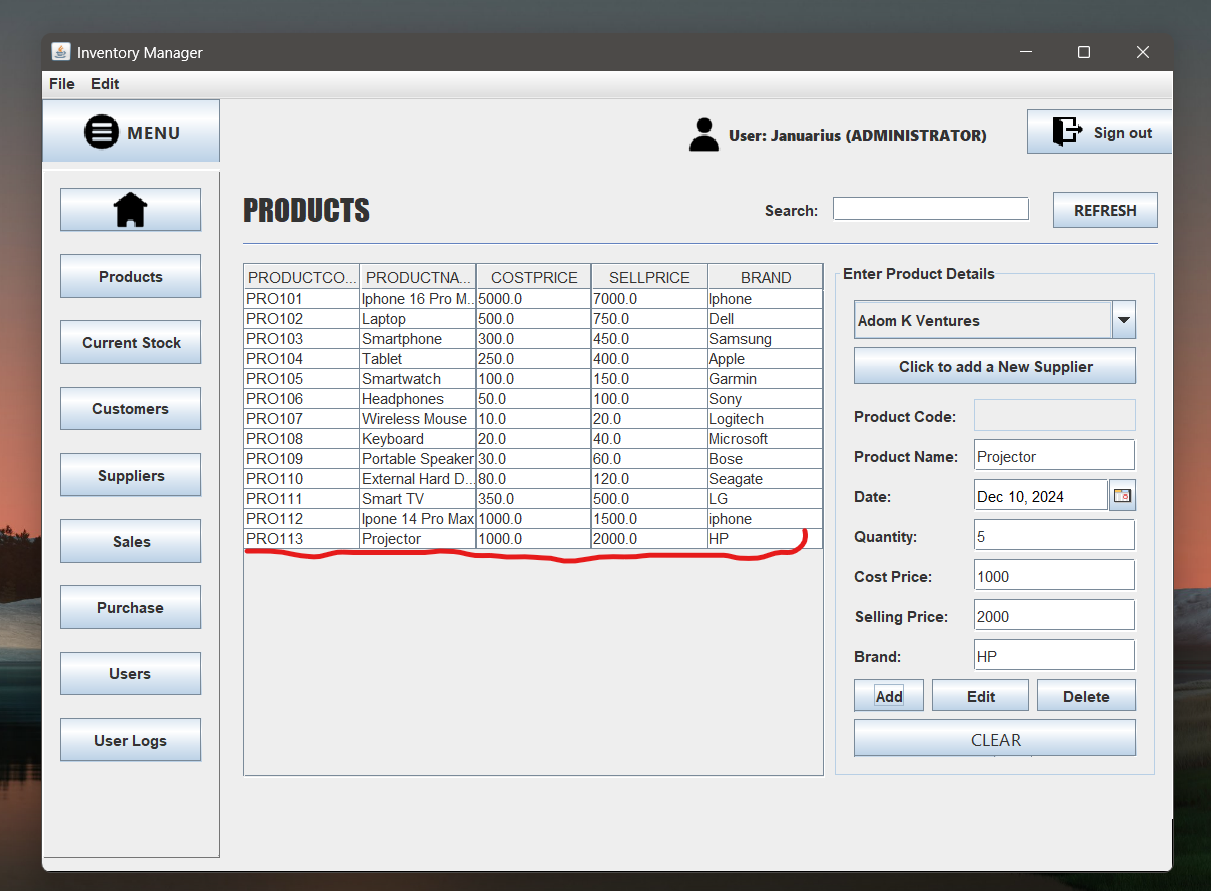 Inventory Manager
File Edit
MENU
User: Januarius (ADMINISTRATOR)
Sign out
PRODUCTS
Search:
REFRESH
Products
Current Stock
Customers
Suppliers
Sales
Purchase
Users
User Logs
PRODUCTCO... PRODUCTNA... COSTPRICE SELLPRICE BRAND
PRO101 Iphone 16 Pro M... 5000.0 7000.0 Iphone
PRO102 Laptop 500.0 750.0 Dell
PRO103 Smartphone 300.0 450.0 Samsung
PRO104 Tablet 250.0 400.0 Apple
PRO105 Smartwatch 100.0 150.0 Garmin
PRO106 Headphones 50.0 100.0 Sony
PRO107 Wireless Mouse 10.0 20.0 Logitech
PRO108 Keyboard 20.0 40.0 Microsoft
PRO109 Portable Speaker 30.0 60.0 Bose
PRO110 External Hard D... 80.0 120.0 Seagate
PRO111 Smart TV 350.0 500.0 LG
PRO112 Ipone 14 Pro Max 1000.0 1500.0 iphone
PRO113 Projector 1000.0 2000.0 HP
Enter Product Details
Adom K Ventures
Click to add a New Supplier
Product Code:
Product Name: Projector
Date: Dec 10, 2024
Quantity: 5
Cost Price: 1000
Selling Price: 2000
Brand: HP
Add Edit Delete
CLEAR